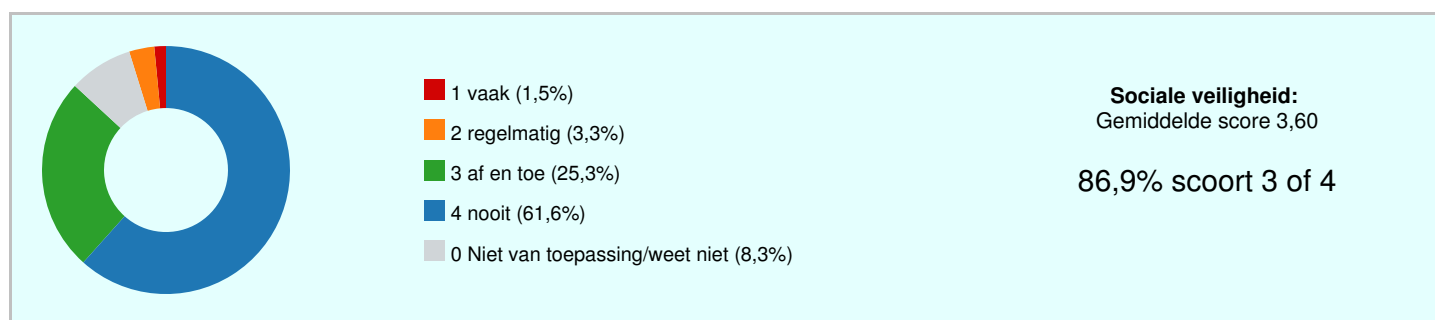 1 vaak (1,5%)
2 regelmatig (3,3%)
3 af en toe (25,3%)
4 nooit (61,6%)
0 Niet van toepassing/weet niet (8,3%)
Sociale veiligheid:
Gemiddelde score 3,60
86,9% scoort 3 of 4